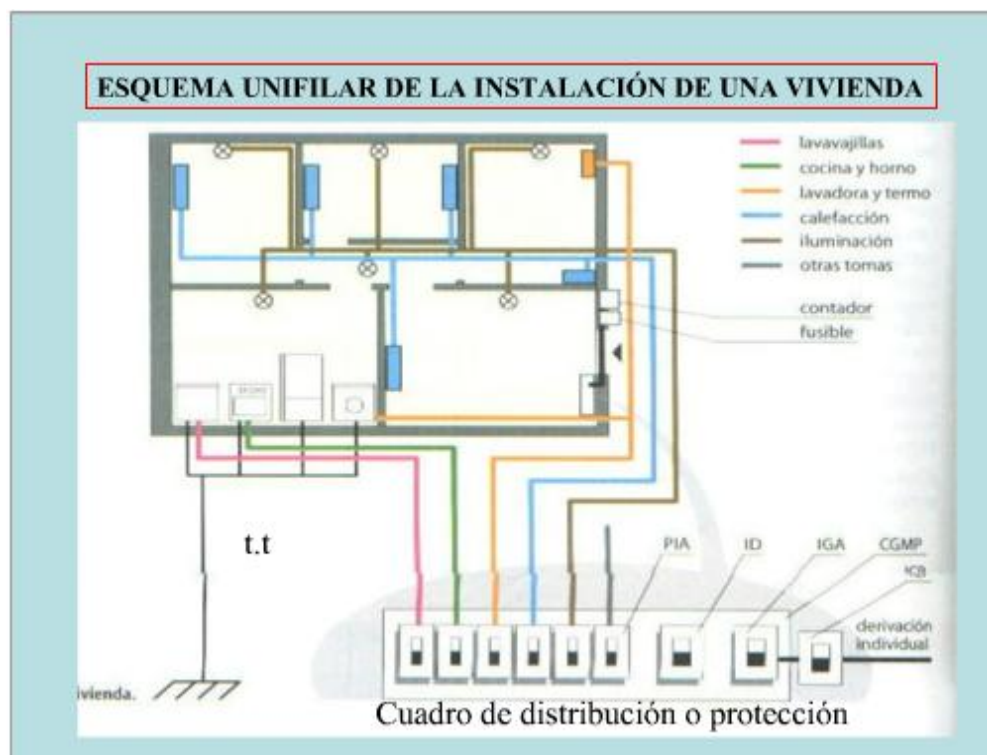 ESQUEMA UNIFILAR DE LA INSTALACIÓN DE UNA VIVIENDA
lavavajillas
cocina y horno
lavadora y termo
calefacción
iluminación
otras tomas
contador
fusible
t.t
PIA
ID
IGA
CGMP
derivación
individual
ivienda.
Cuadro de distribución o protección